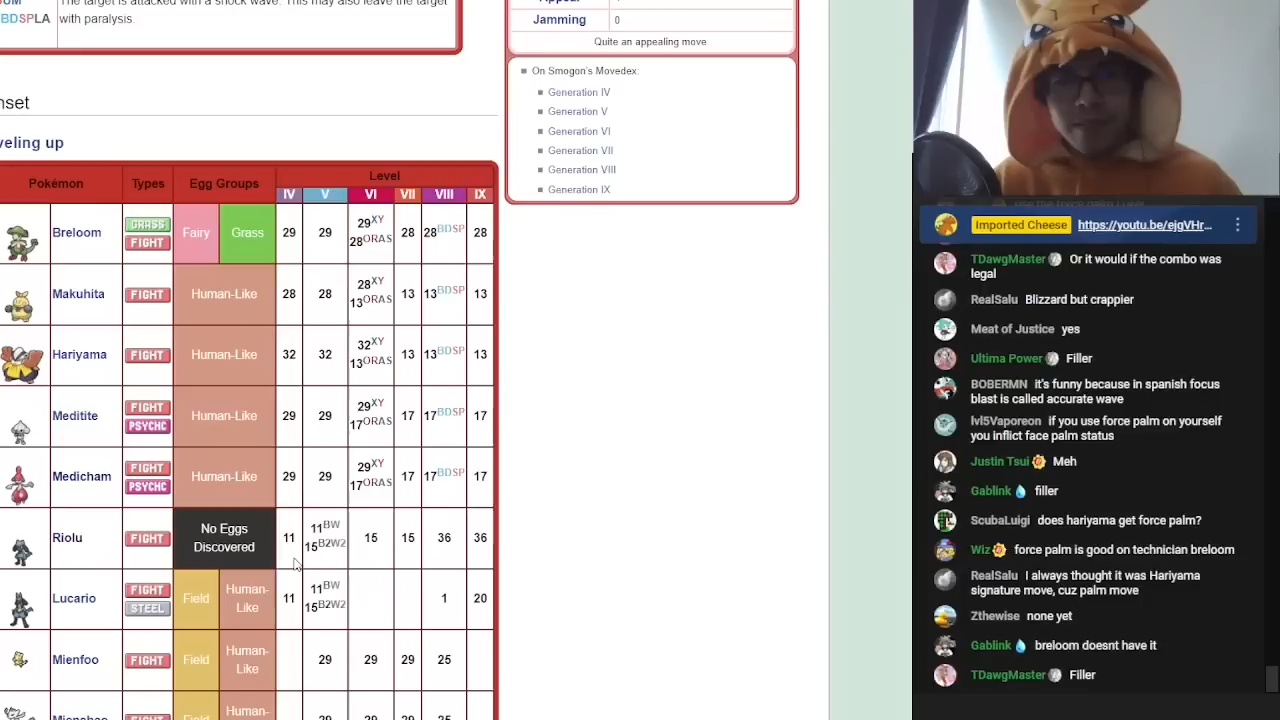 The target is attacked with a shock wave. This may also leave the target
BDSPLA with paralysis.
Jamming 0
Quite an appealing move
On Smogon's Movedex:
Generation IV
Generation V
Generation VI
Generation VII
Generation VIII
Generation IX
nset
veling up
Pokémon Types Egg Groups Level
IV V VI VII VIII IX
Breloom GRASS FIGHT Fairy Grass 29 29 29XY 28ORAS 28 28BDSP 28
Makuhita FIGHT Human-Like 28 28 28XY 13ORAS 13 13BDSP 13
Hariyama FIGHT Human-Like 32 32 32XY 13ORAS 13 13BDSP 13
Meditite FIGHT PSYCHC Human-Like 29 29 29XY 17ORAS 17 17BDSP 17
Medicham FIGHT PSYCHC Human-Like 29 29 29XY 17ORAS 17 17BDSP 17
Riolu FIGHT No Eggs Discovered 11 11BW 15B2W2 15 15 36 36
Lucario FIGHT STEEL Field Human-Like 11 11BW 15B2W2 1 20
Mienfoo FIGHT Field Human-Like 29 29 29 25
Human-
Imported Cheese https://youtu.be/ejgVHr...
TDawgMaster Or it would if the combo was
legal
RealSalu Blizzard but crappier
Meat of Justice yes
Ultima Power Filler
BOBERMN it's funny because in spanish focus
blast is called accurate wave
lvl5Vaporeon if you use force palm on yourself
you inflict face palm status
Justin Tsui Meh
Gablink filler
ScubaLuigi does hariyama get force palm?
Wiz force palm is good on technician breloom
RealSalu I always thought it was Hariyama
signature move, cuz palm move
Zthewise none yet
Gablink breloom doesnt have it
TDawgMaster Filler